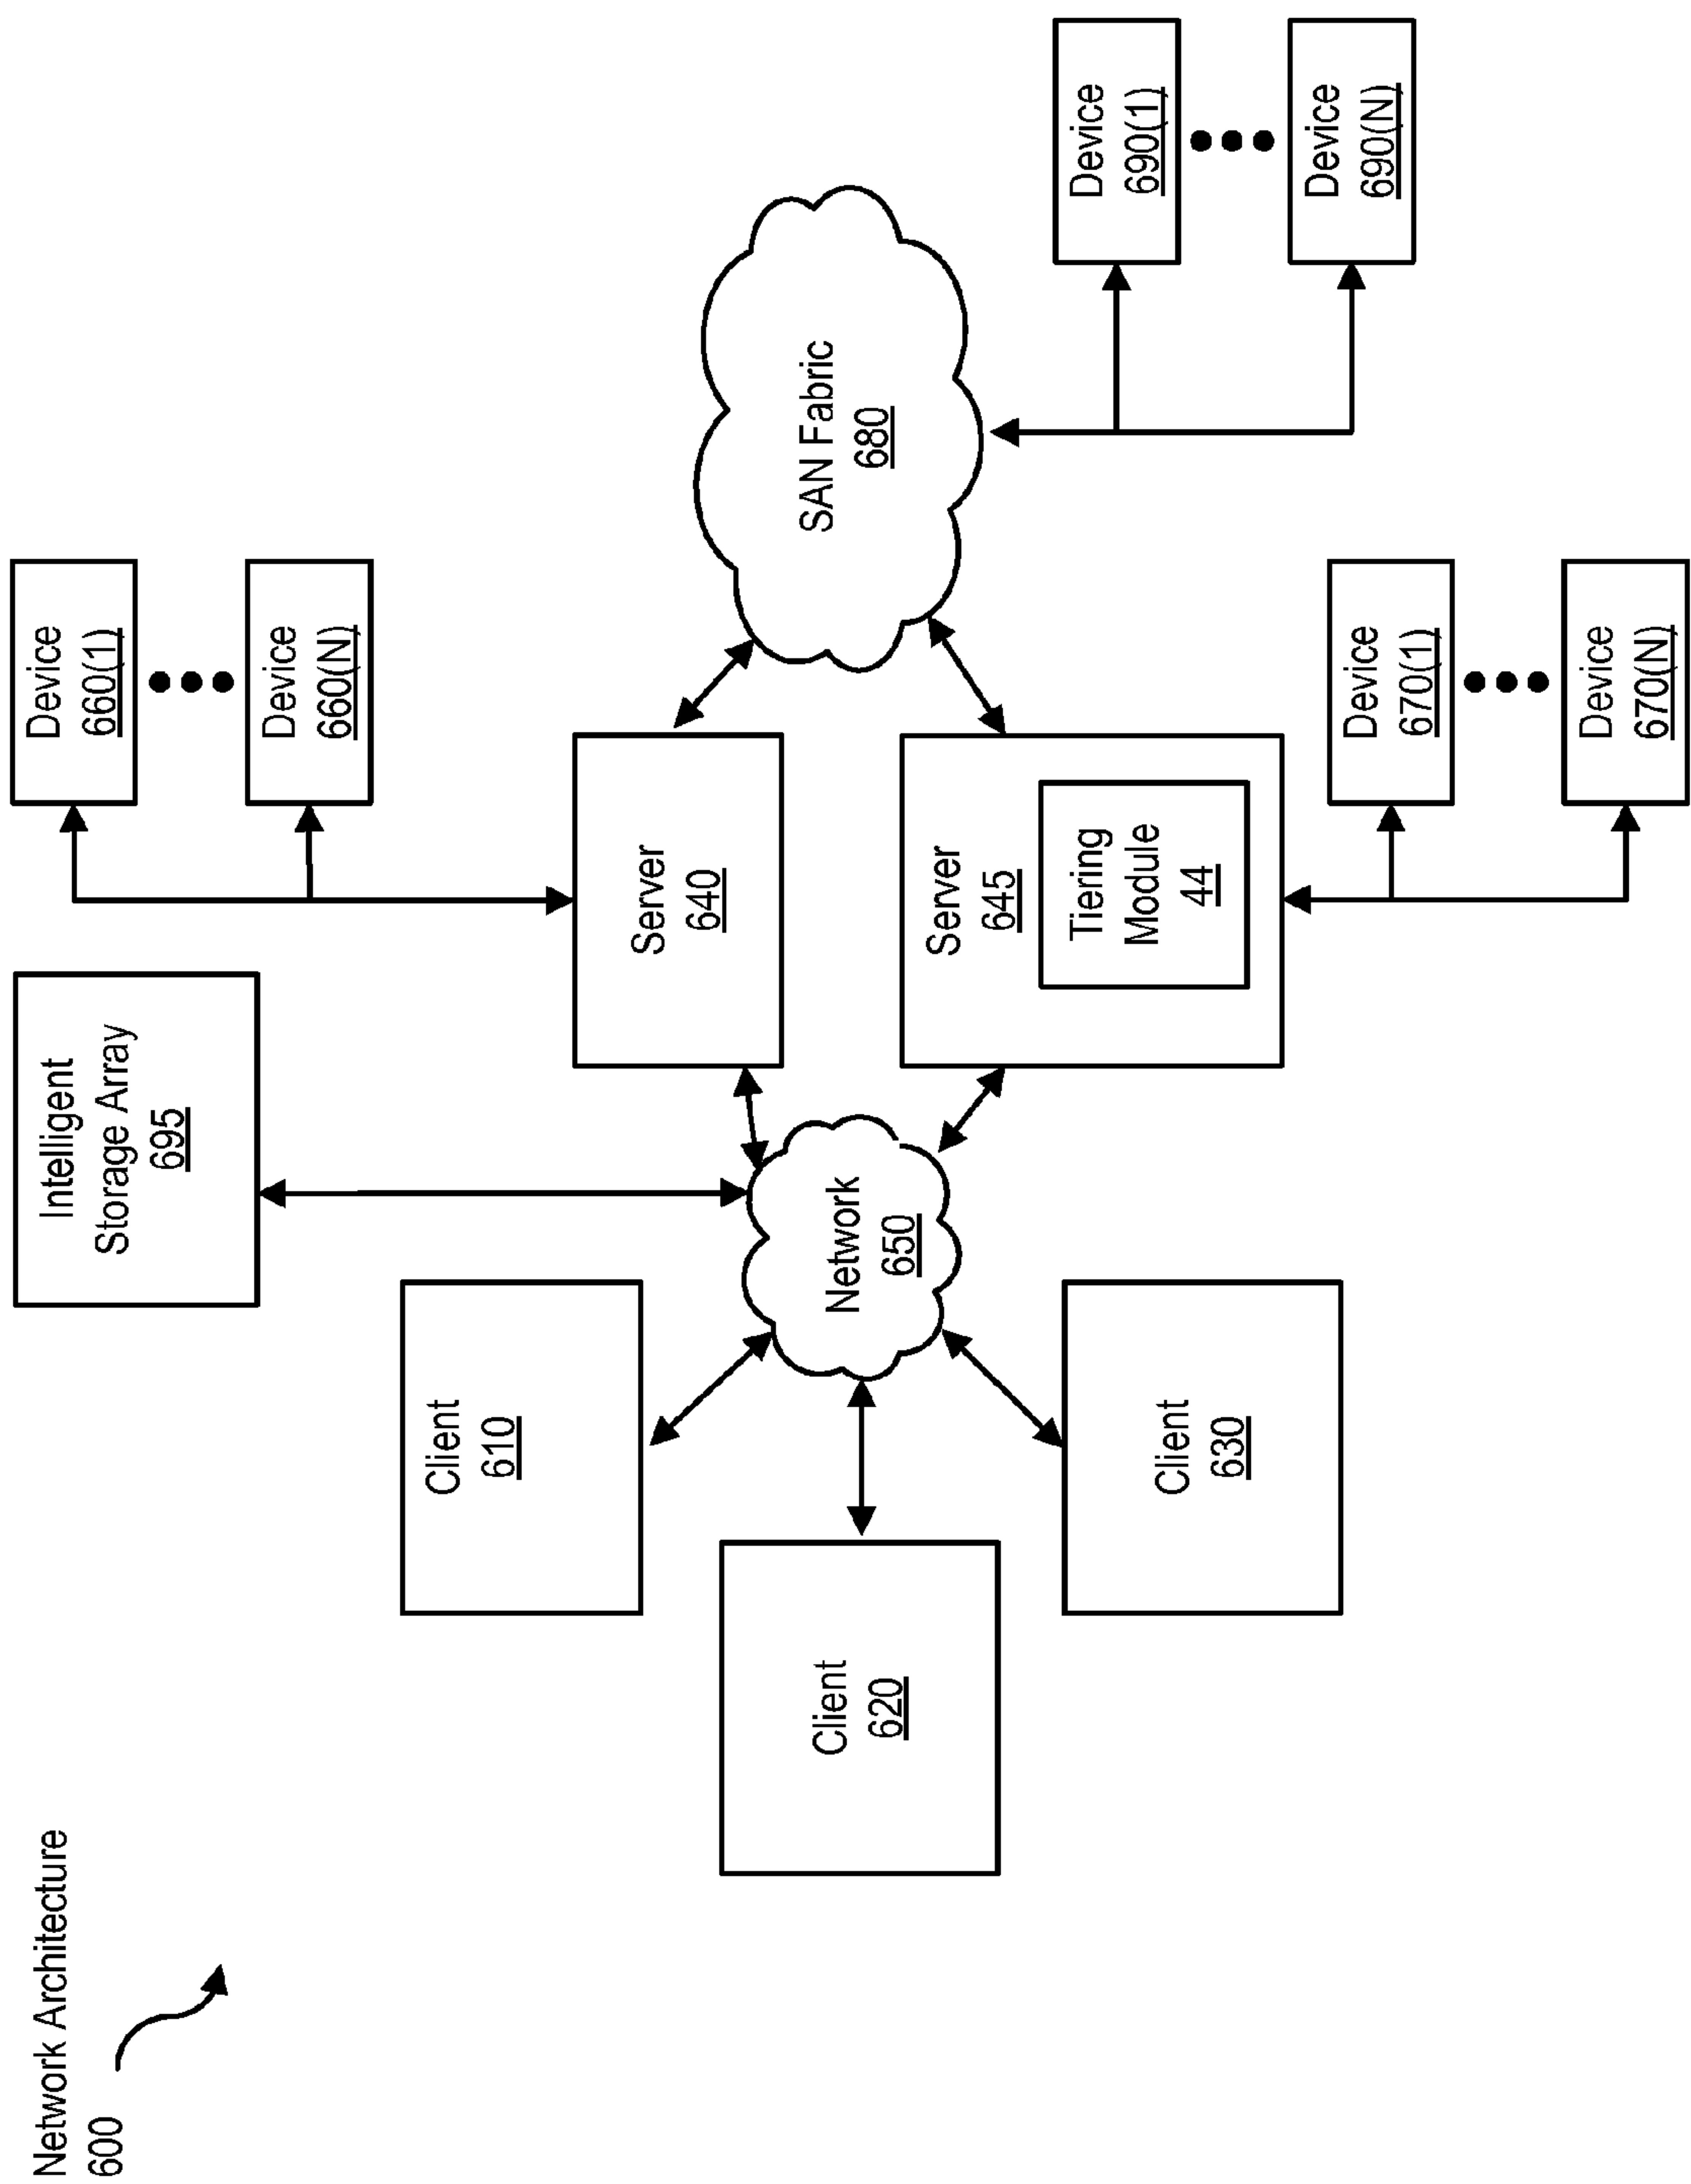 Network Architecture
600
Intelligent
Storage Array
695
Device
660(1)
Device
660(N)
Client
610
Server
640
Client
620
Network
650
SAN Fabric
680
Server
645
Tiering
Module
44
Client
630
Device
690(1)
Device
690(N)
Device
670(1)
Device
670(N)